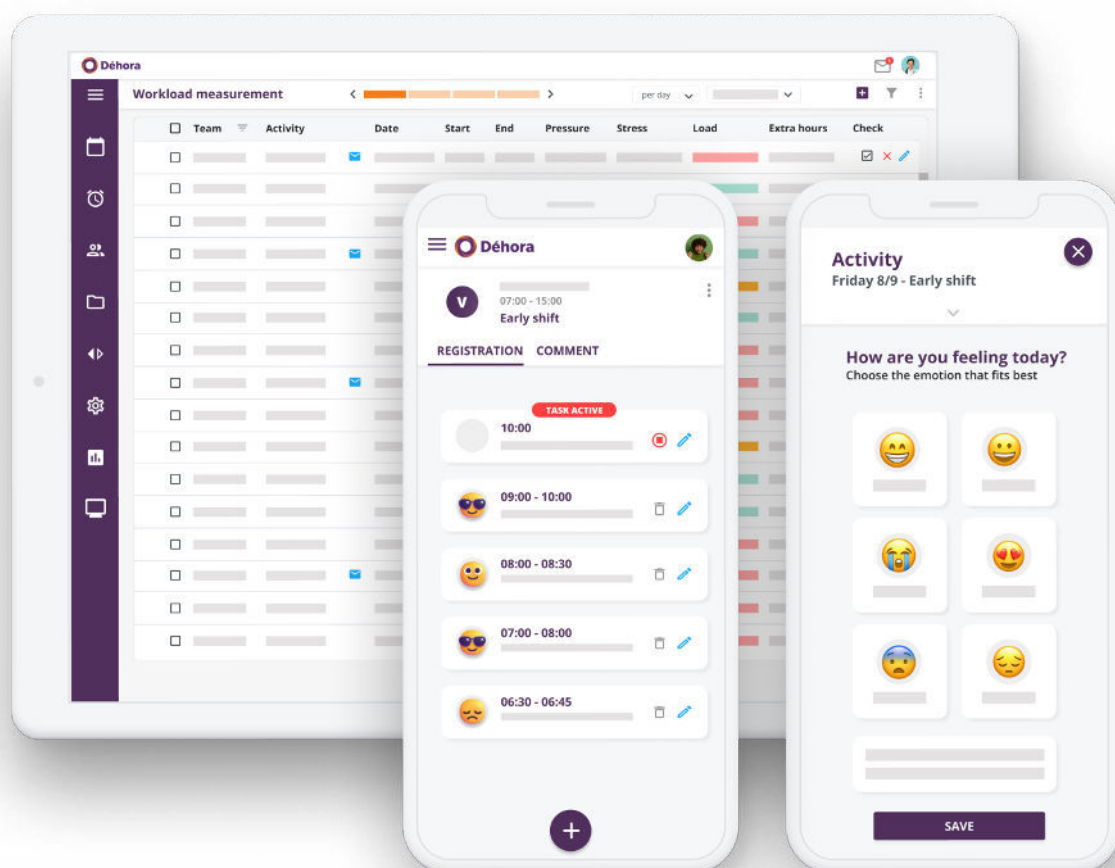 Déhora
Workload measurement
per day
Team Activity Date Start End Pressure Stress Load Extra hours Check
Déhora
V
07:00 - 15:00
Early shift
REGISTRATION COMMENT
TASK ACTIVE
10:00
09:00 - 10:00
08:00 - 08:30
07:00 - 08:00
06:30 - 06:45
Activity
Friday 8/9 - Early shift
How are you feeling today?
Choose the emotion that fits best
SAVE